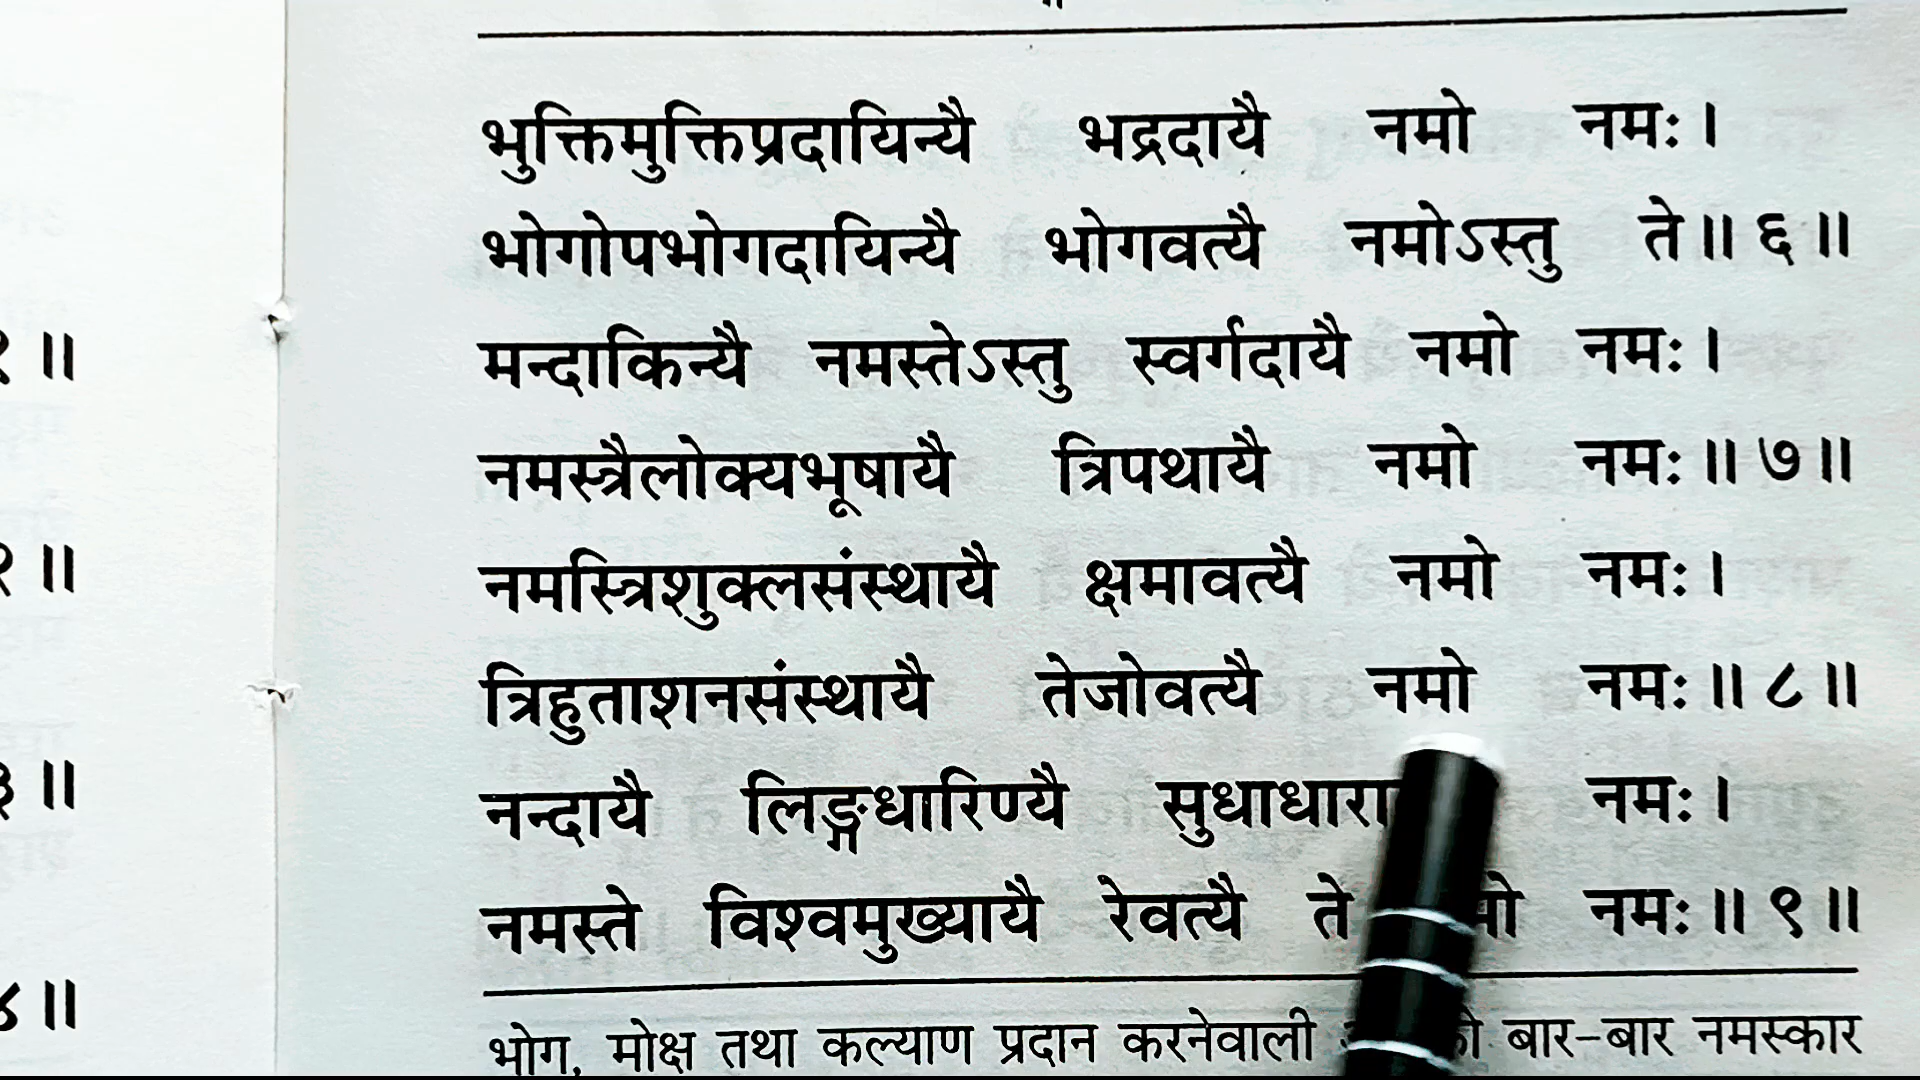 भुक्तिमुक्तिप्रदायिन्यै भद्रदायै नमो नमः ।
भोगोपभोगदायिन्यै भोगवत्यै नमोऽस्तु ते ॥ ६ ॥
मन्दाकिन्यै नमस्तेऽस्तु स्वर्गदायै नमो नमः ।
नमस्त्रैलोक्यभूषायै त्रिपथायै नमो नमः ॥ ७ ॥
नमस्त्रिशुक्लसंस्थायै क्षमावत्यै नमो नमः ।
त्रिहुताशनसंस्थायै तेजोवत्यै नमो नमः ॥ ८ ॥
नन्दायै लिङ्गधारिण्यै सुधाधारा नमः ।
नमस्ते विश्वमुख्यायै रेवत्यै ते नमः ॥ ९ ॥
भोग, मोक्ष तथा कल्याण प्रदान करनेवाली बार-बार नमस्कार